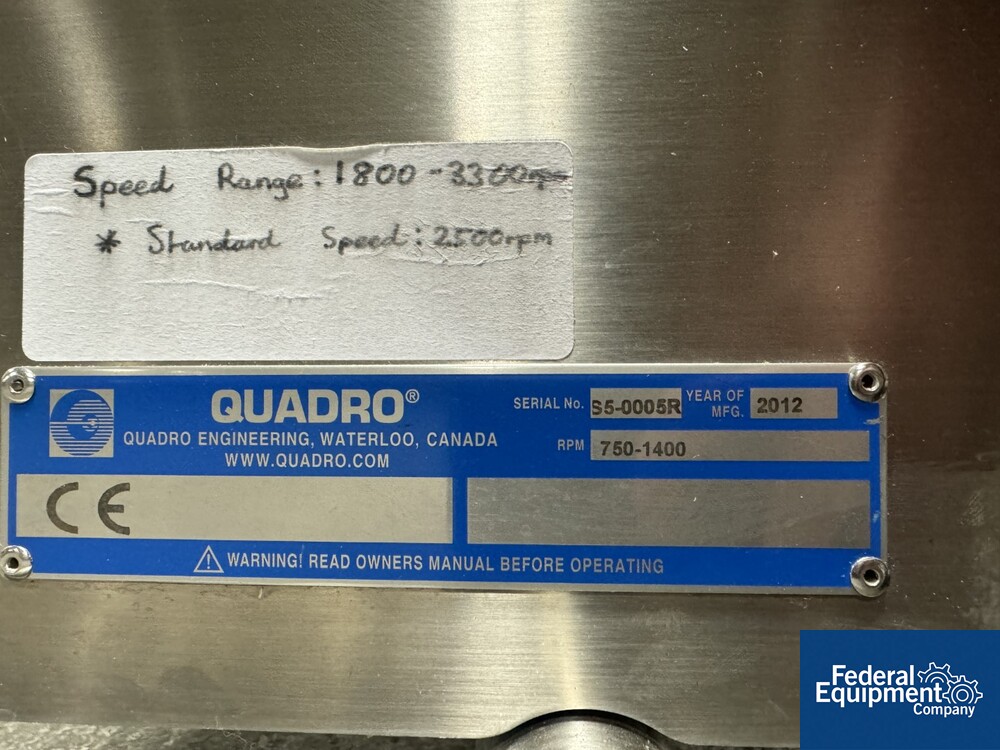 Speed Range: 1800-3300rpm
* Standard Speed: 2500rpm
QUADRO®
QUADRO ENGINEERING, WATERLOO, CANADA
WWW.QUADRO.COM
SERIAL No. S5-0005R YEAR OF MFG. 2012
RPM 750-1400
CE
WARNING! READ OWNERS MANUAL BEFORE OPERATING
Federal
Equipment
Company